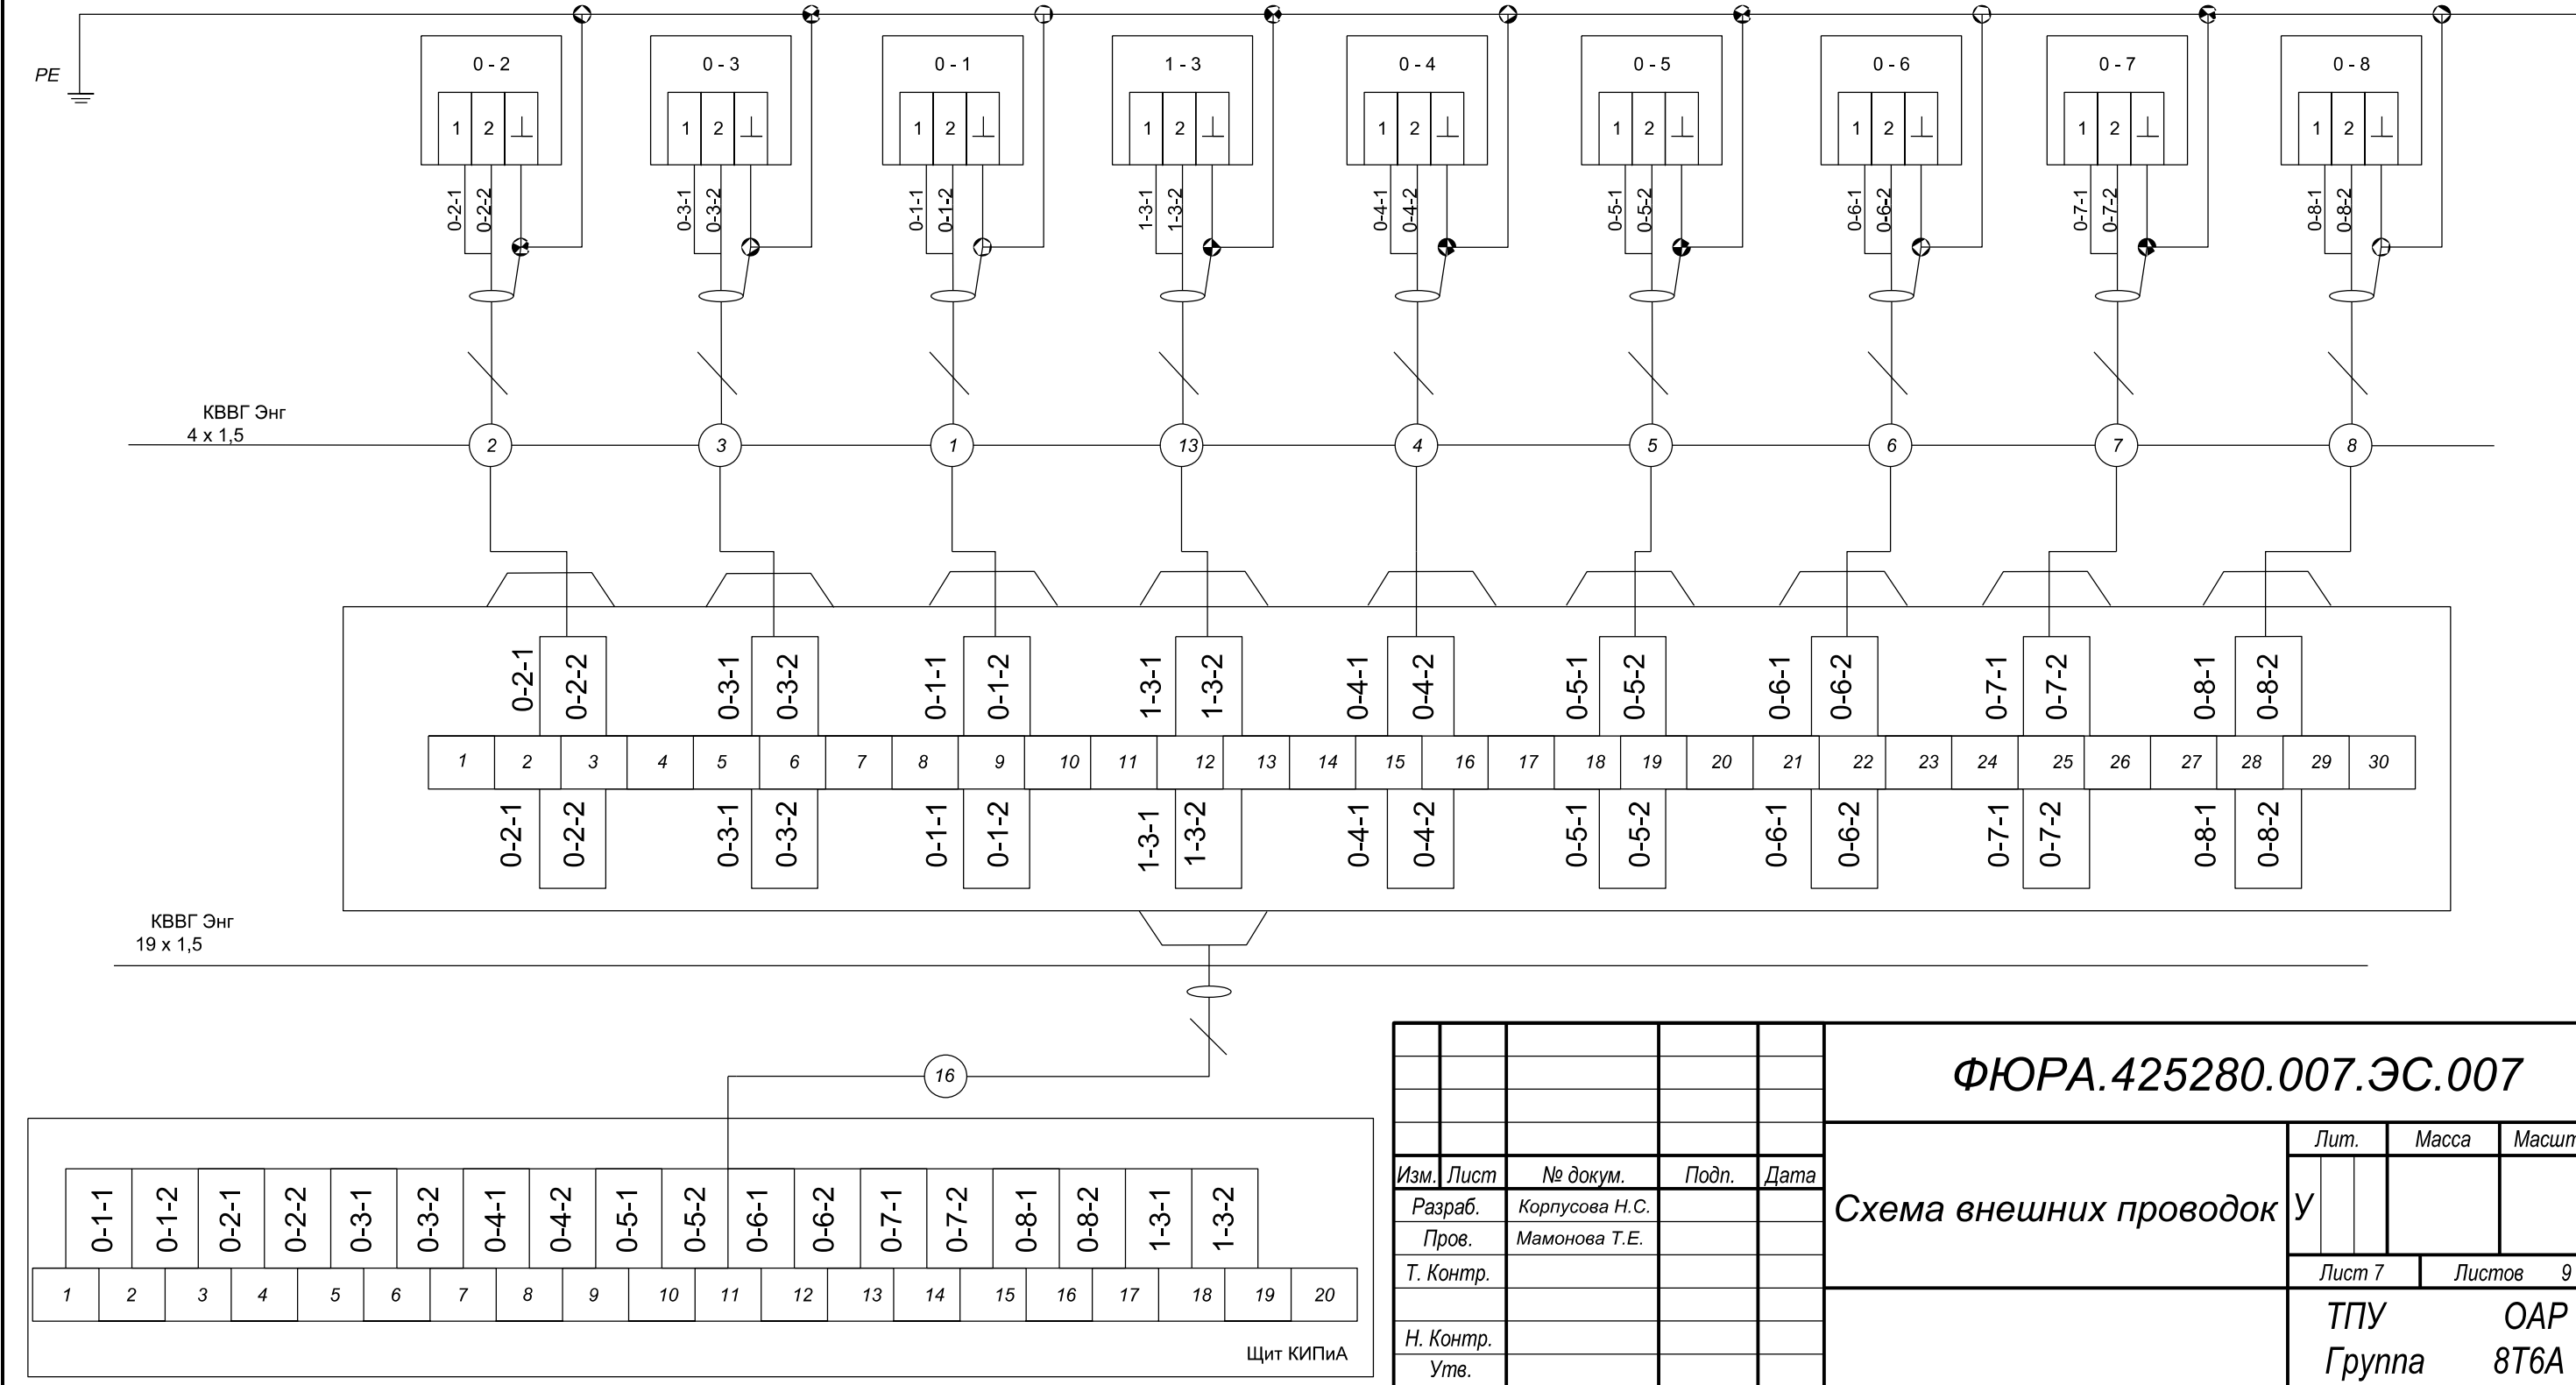 PE
0 - 2
0 - 3
0 - 1
1 - 3
0 - 4
0 - 5
0 - 6
0 - 7
0 - 8
1 2
1 2
1 2
1 2
1 2
1 2
1 2
1 2
1 2
0-2-1 0-2-2
0-3-1 0-3-2
0-1-1 0-1-2
1-3-1 1-3-2
0-4-1 0-4-2
0-5-1 0-5-2
0-6-1 0-6-2
0-7-1 0-7-2
0-8-1 0-8-2
КВВГ Энг
4 х 1,5
2 3 1 13 4 5 6 7 8
0-2-1 0-2-2 0-3-1 0-3-2 0-1-1 0-1-2 1-3-1 1-3-2 0-4-1 0-4-2 0-5-1 0-5-2 0-6-1 0-6-2 0-7-1 0-7-2 0-8-1 0-8-2
1 2 3 4 5 6 7 8 9 10 11 12 13 14 15 16 17 18 19 20 21 22 23 24 25 26 27 28 29 30
0-2-1 0-2-2 0-3-1 0-3-2 0-1-1 0-1-2 1-3-1 1-3-2 0-4-1 0-4-2 0-5-1 0-5-2 0-6-1 0-6-2 0-7-1 0-7-2 0-8-1 0-8-2
КВВГ Энг
19 х 1,5
16
0-1-1 0-1-2 0-2-1 0-2-2 0-3-1 0-3-2 0-4-1 0-4-2 0-5-1 0-5-2 0-6-1 0-6-2 0-7-1 0-7-2 0-8-1 0-8-2 1-3-1 1-3-2
1 2 3 4 5 6 7 8 9 10 11 12 13 14 15 16 17 18 19 20
Щит КИПиА
ФЮРА.425280.007.ЭС.007
Изм. Лист № докум. Подп. Дата
Разраб. Корпусова Н.С.
Пров. Мамонова Т.Е.
Т. Контр.
Н. Контр.
Утв.
Схема внешних проводок
Лит. Масса Масшт
У
Лист 7 Листов 9
ТПУ ОАР
Группа 8Т6А